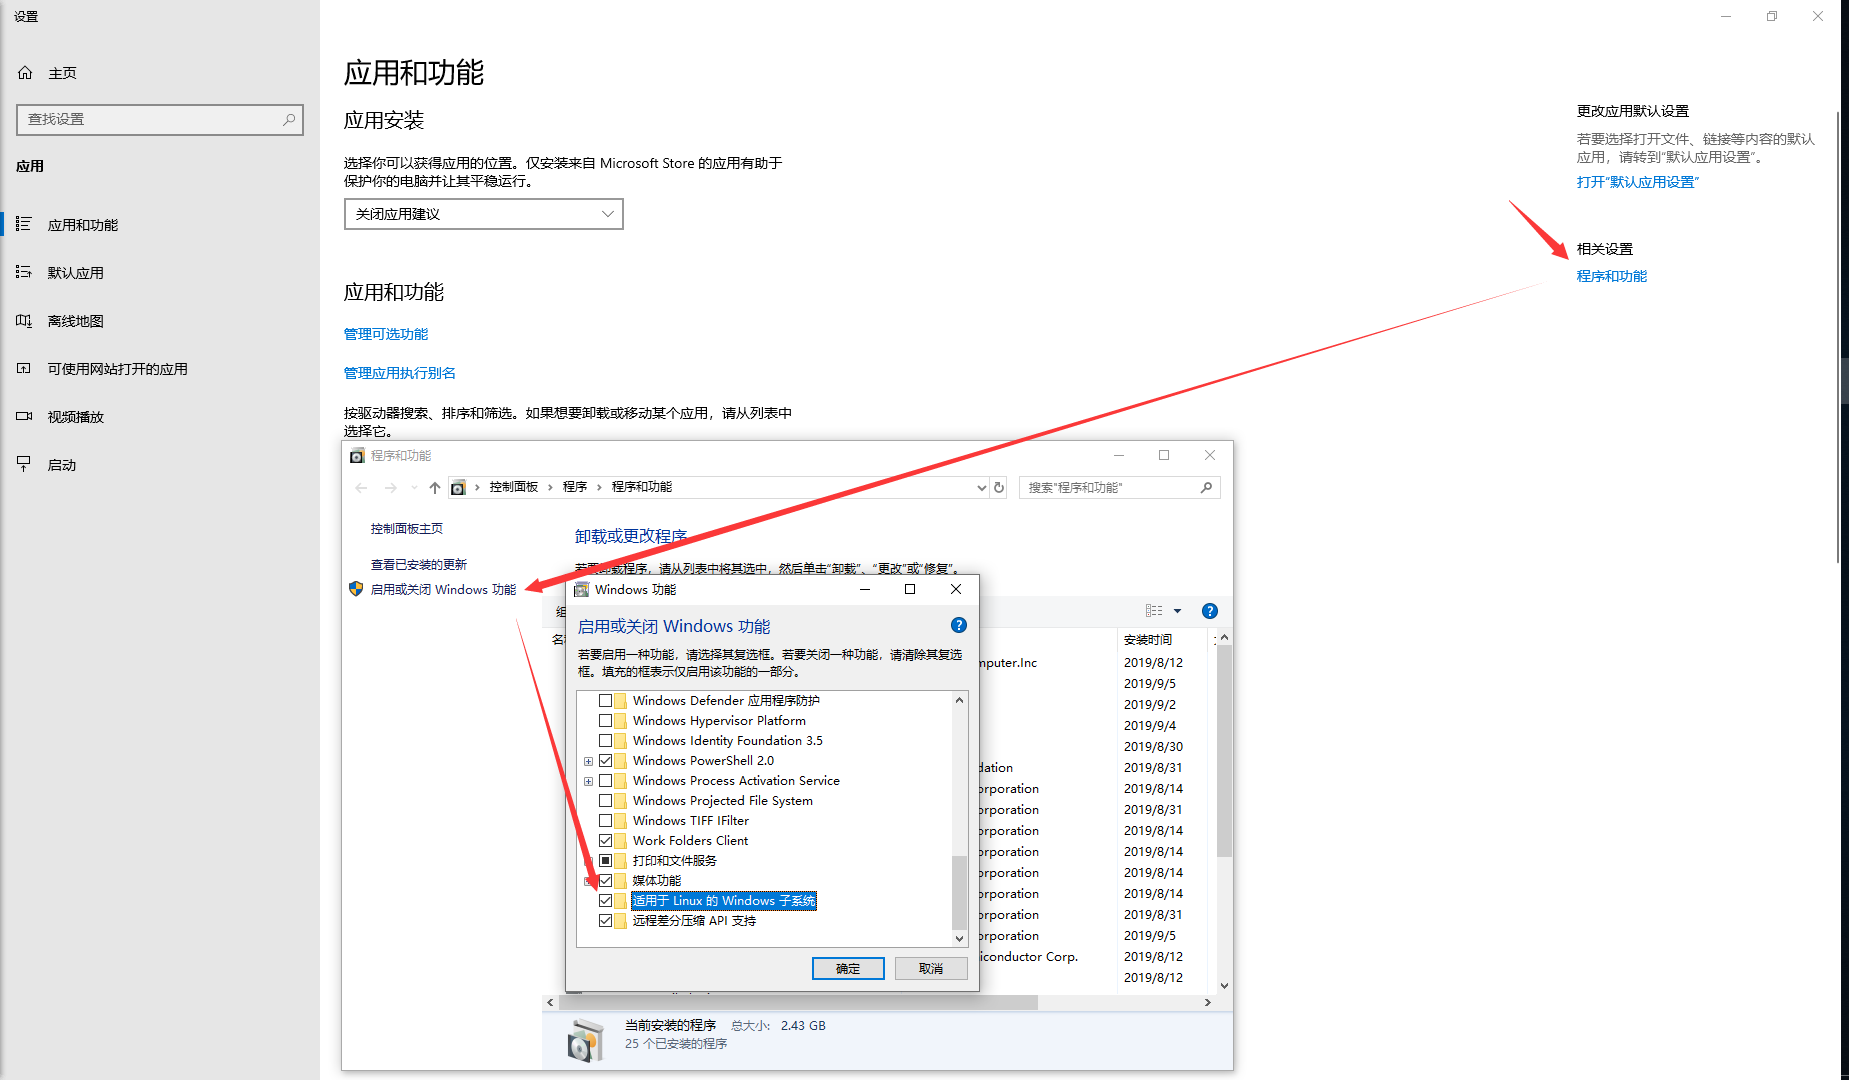 设置
主页
查找设置
应用
应用和功能
默认应用
离线地图
可使用网站打开的应用
视频播放
启动
应用和功能
应用安装
选择你可以获得应用的位置。仅安装来自 Microsoft Store 的应用有助于
保护你的电脑并让其平稳运行。
关闭应用建议
应用和功能
管理可选功能
管理应用执行别名
按驱动器搜索、排序和筛选。如果想要卸载或移动某个应用，请从列表中
选择它。
更改应用默认设置
若要选择打开文件、链接等内容的默认
应用，请转到"默认应用设置"。
打开"默认应用设置"
相关设置
程序和功能
程序和功能
控制面板 › 程序 › 程序和功能
搜索"程序和功能"
控制面板主页
查看已安装的更新
启用或关闭 Windows 功能
卸载或更改程序
若要卸载程序，请从列表中将其选中，然后单击"卸载"、"更改"或"修复"。
组
安装时间
mputer.Inc 2019/8/12
2019/9/5
2019/9/2
2019/9/4
2019/8/30
dation 2019/8/31
orporation 2019/8/14
orporation 2019/8/31
orporation 2019/8/14
orporation 2019/8/14
orporation 2019/8/14
orporation 2019/8/14
orporation 2019/8/31
orporation 2019/9/5
iconductor Corp. 2019/8/12
2019/8/12
Windows 功能
启用或关闭 Windows 功能
若要启用一种功能，请选择其复选框。若要关闭一种功能，请清除其复选
框。填充的框表示仅启用该功能的一部分。
Windows Defender 应用程序防护
Windows Hypervisor Platform
Windows Identity Foundation 3.5
Windows PowerShell 2.0
Windows Process Activation Service
Windows Projected File System
Windows TIFF IFilter
Work Folders Client
打印和文件服务
媒体功能
适用于 Linux 的 Windows 子系统
远程差分压缩 API 支持
确定 取消
当前安装的程序 总大小: 2.43 GB
25 个已安装的程序